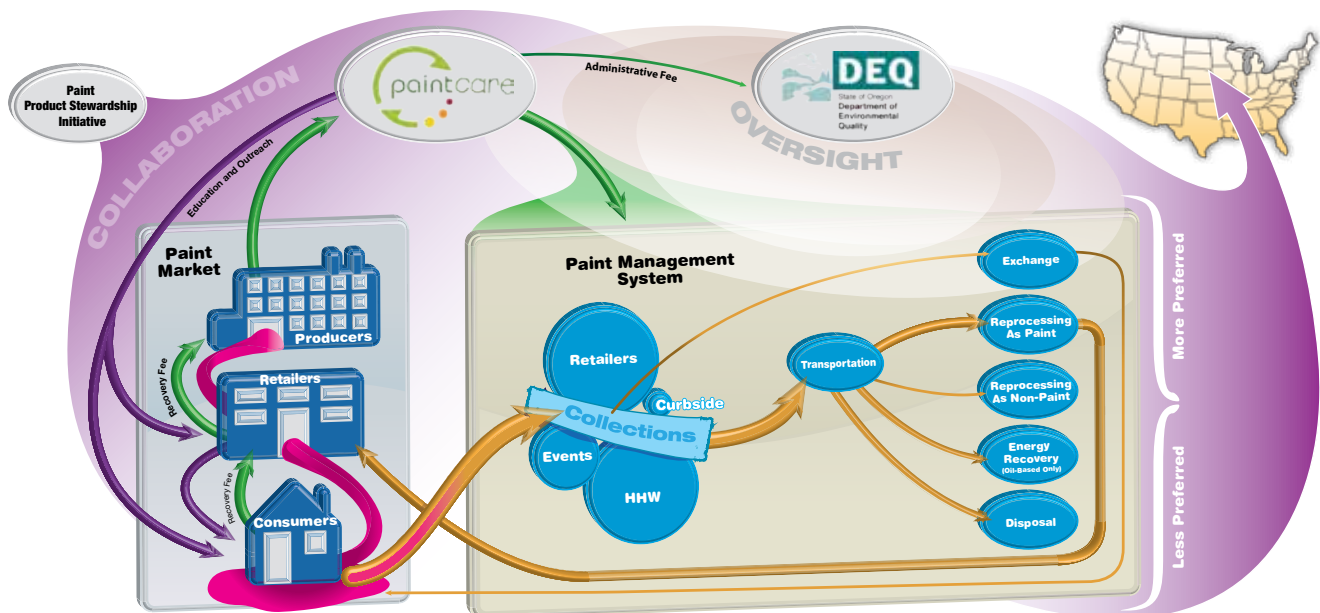 Paint
Product Stewardship
Initiative
COLLABORATION
paintcare
Administrative Fee
DEQ
State of Oregon
Department of
Environmental
Quality
OVERSIGHT
Education and Outreach
Paint
Market
Producers
Recovery Fee
Retailers
Recovery Fee
Consumers
Paint Management
System
Retailers
Curbside
Collections
Events
HHW
Transportation
Exchange
Reprocessing
As Paint
Reprocessing
As Non-Paint
Energy
Recovery
(Oil-Based Only)
Disposal
More Preferred
Less Preferred